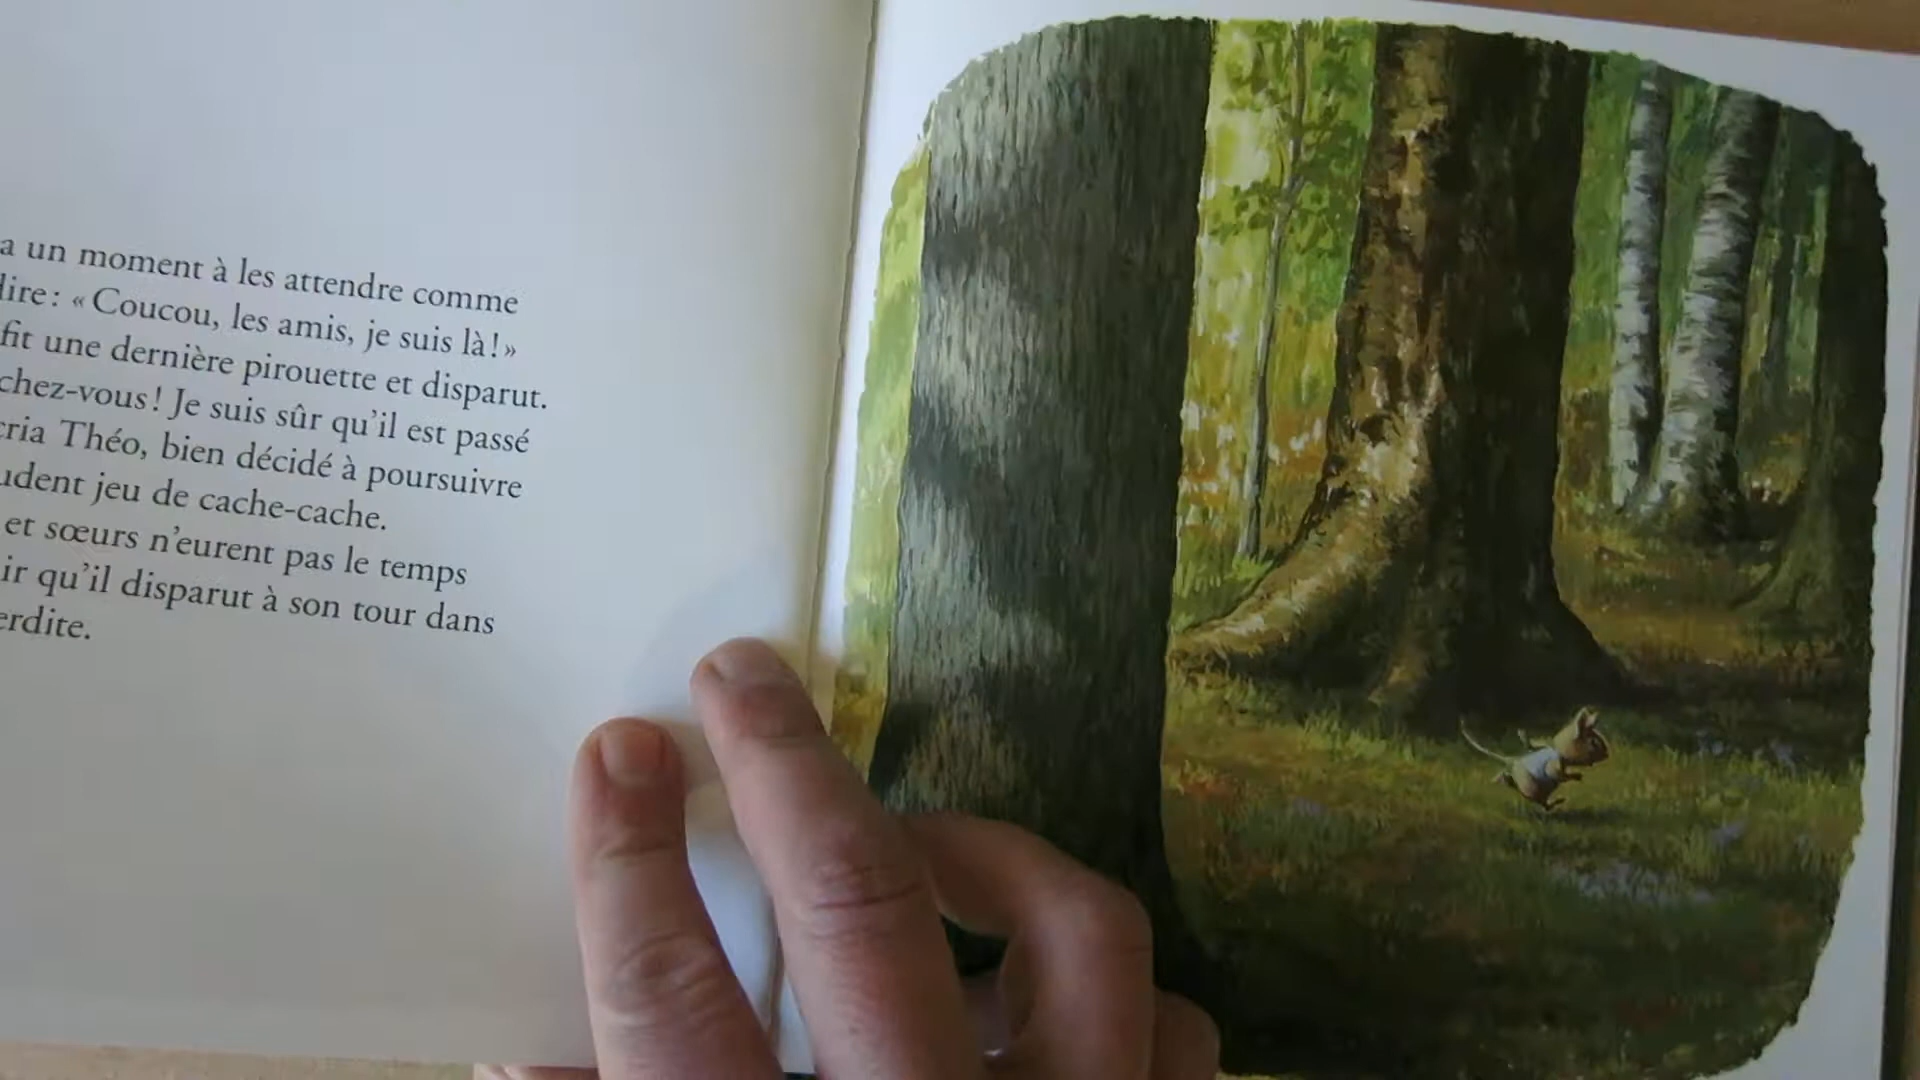 a un moment à les attendre comme
dire : « Coucou, les amis, je suis là ! »
fit une dernière pirouette et disparut.
chez-vous ! Je suis sûr qu'il est passé
cria Théo, bien décidé à poursuivre
udent jeu de cache-cache.
et sœurs n'eurent pas le temps
ir qu'il disparut à son tour dans
erdite.